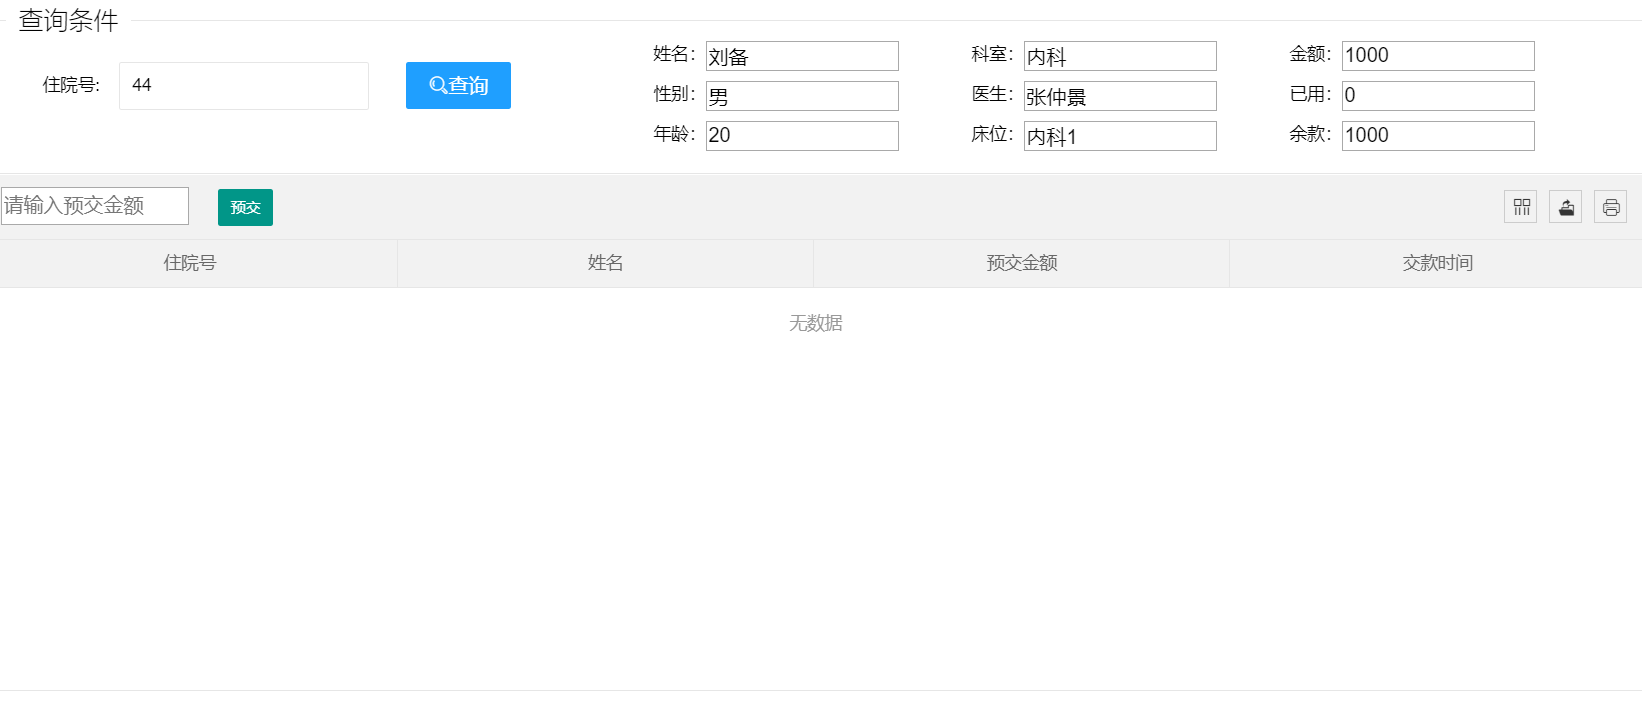 查询条件
住院号: 44 查询
姓名: 刘备 科室: 内科 金额: 1000
性别: 男 医生: 张仲景 已用: 0
年龄: 20 床位: 内科1 余款: 1000
请输入预交金额 预交
住院号 姓名 预交金额 交款时间
无数据